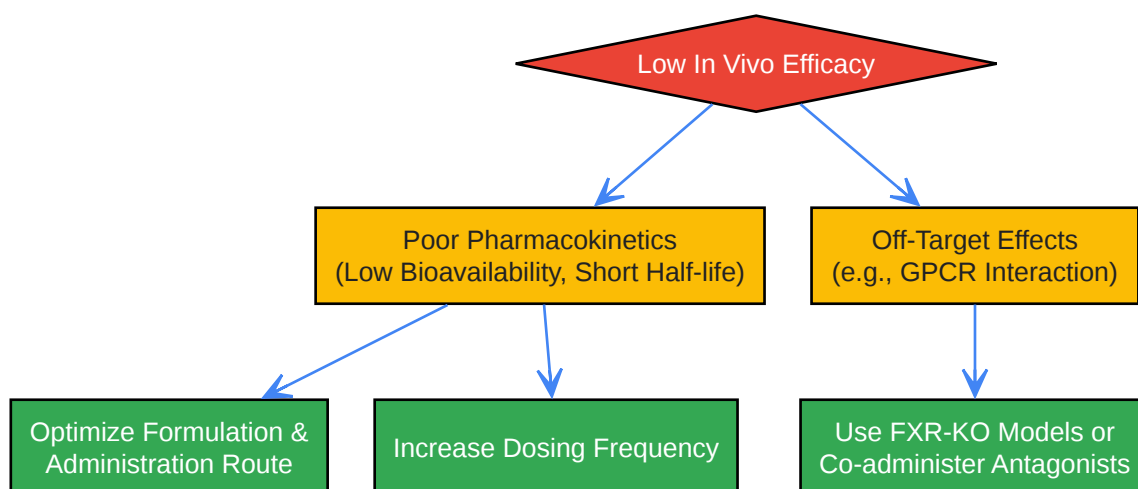 Low In Vivo Efficacy
Poor Pharmacokinetics
(Low Bioavailability, Short Half-life)
Off-Target Effects
(e.g., GPCR Interaction)
Optimize Formulation &
Administration Route
Increase Dosing Frequency
Use FXR-KO Models or
Co-administer Antagonists